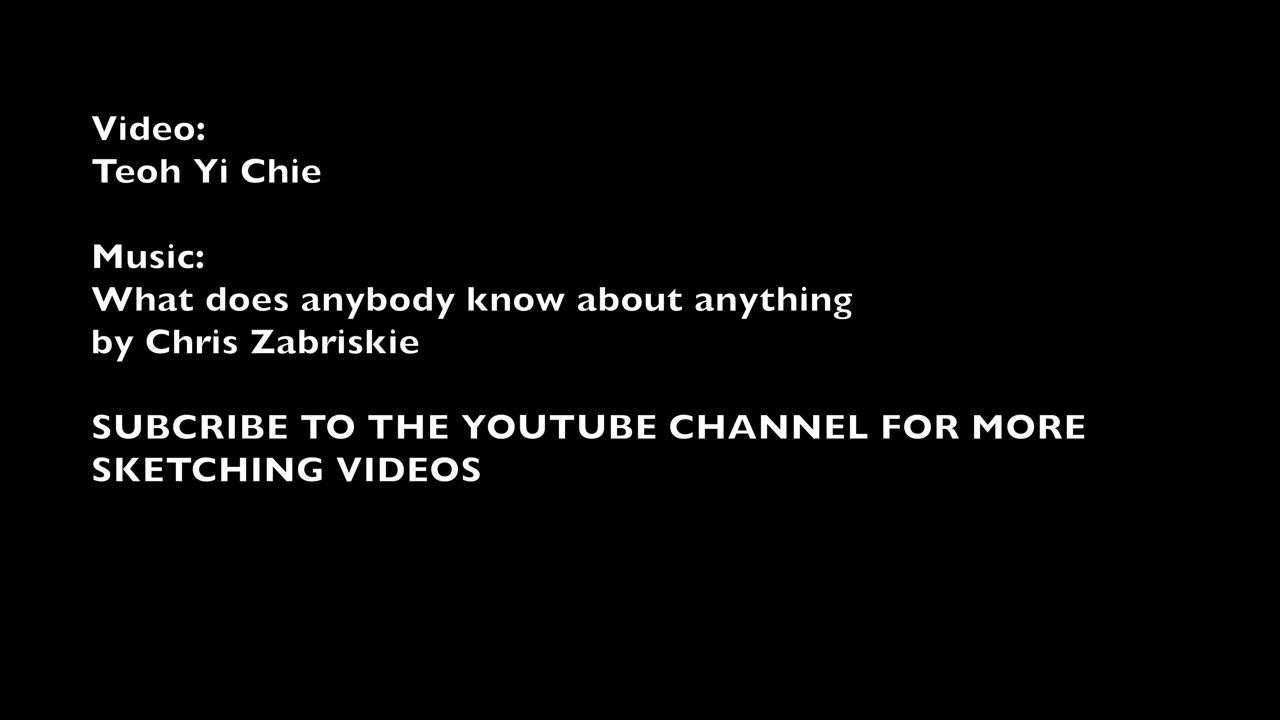 Video:
Teoh Yi Chie
Music:
What does anybody know about anything
by Chris Zabriskie
SUBCRIBE TO THE YOUTUBE CHANNEL FOR MORE
SKETCHING VIDEOS